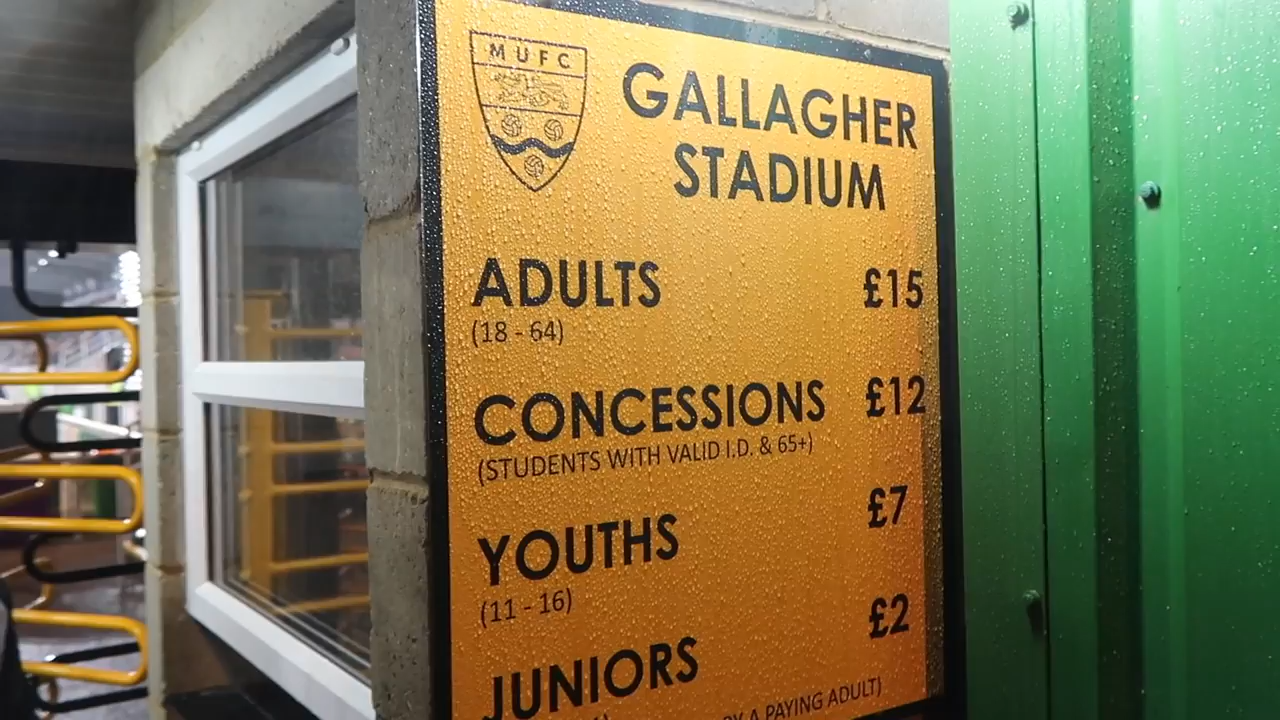 MUFC
GALLAGHER
STADIUM
ADULTS £15
(18 - 64)
CONCESSIONS £12
(STUDENTS WITH VALID I.D. & 65+)
YOUTHS £7
(11 - 16)
JUNIORS £2
BY A PAYING ADULT)